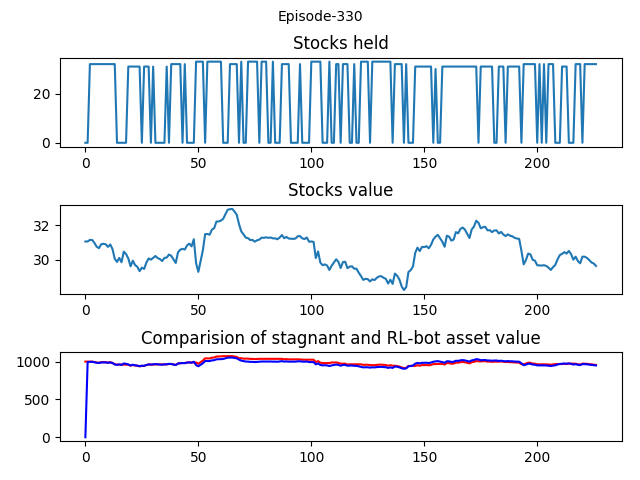 Episode-330
Stocks held
20
0
0 50 100 150 200
Stocks value
32
30
0 50 100 150 200
Comparision of stagnant and RL-bot asset value
1000
500
0
0 50 100 150 200